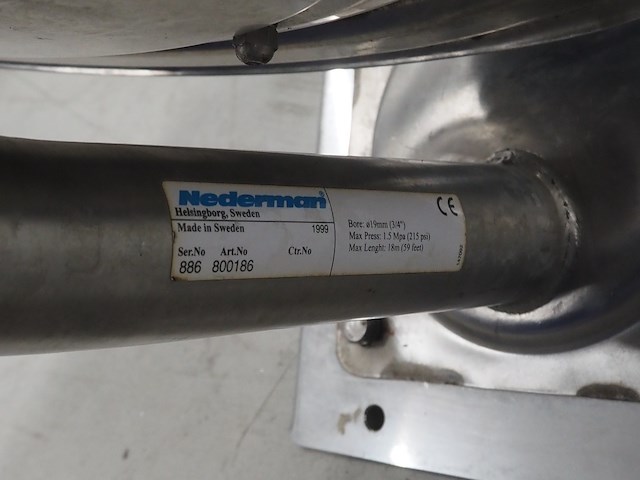 Nederman®
Helsingborg, Sweden
Made in Sweden 1999
Ser.No Art.No Ctr.No
886 800186
CE
Bore: ø19mm (3/4")
Max Press: 1.5 Mpa (215 psi)
Max Lenght: 18m (59 feet)